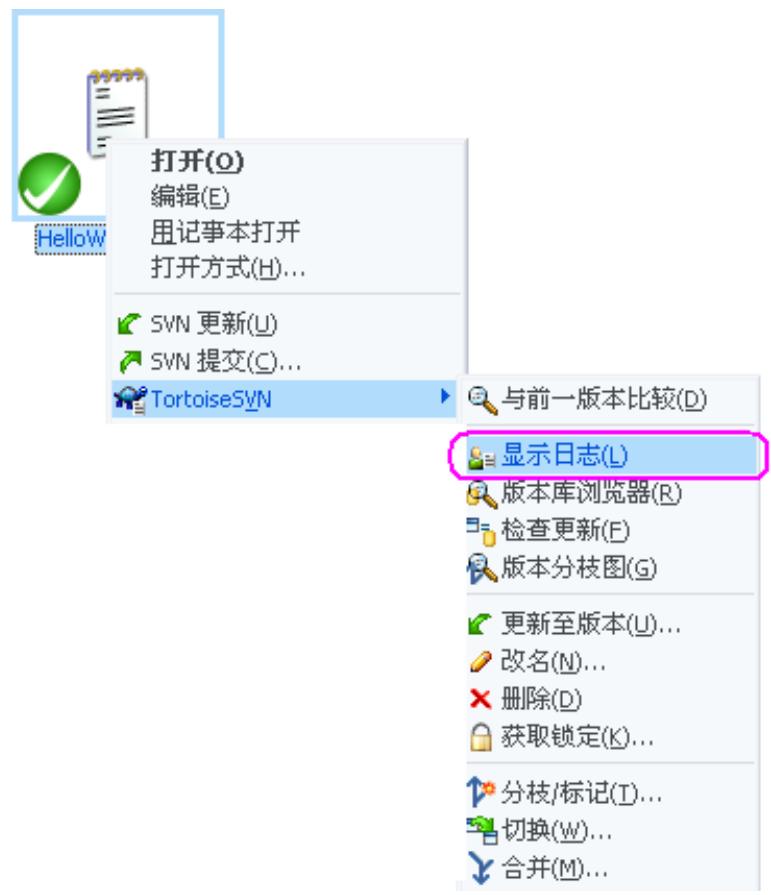 HelloW
打开(O)
编辑(E)
用记事本打开
打开方式(H)...
SVN 更新(U)
SVN 提交(C)...
TortoiseSVN
与前一版本比较(D)
显示日志(L)
版本库浏览器(R)
检查更新(F)
版本分枝图(G)
更新至版本(U)...
改名(N)...
删除(D)
获取锁定(K)...
分枝/标记(T)...
切换(W)...
合并(M)...